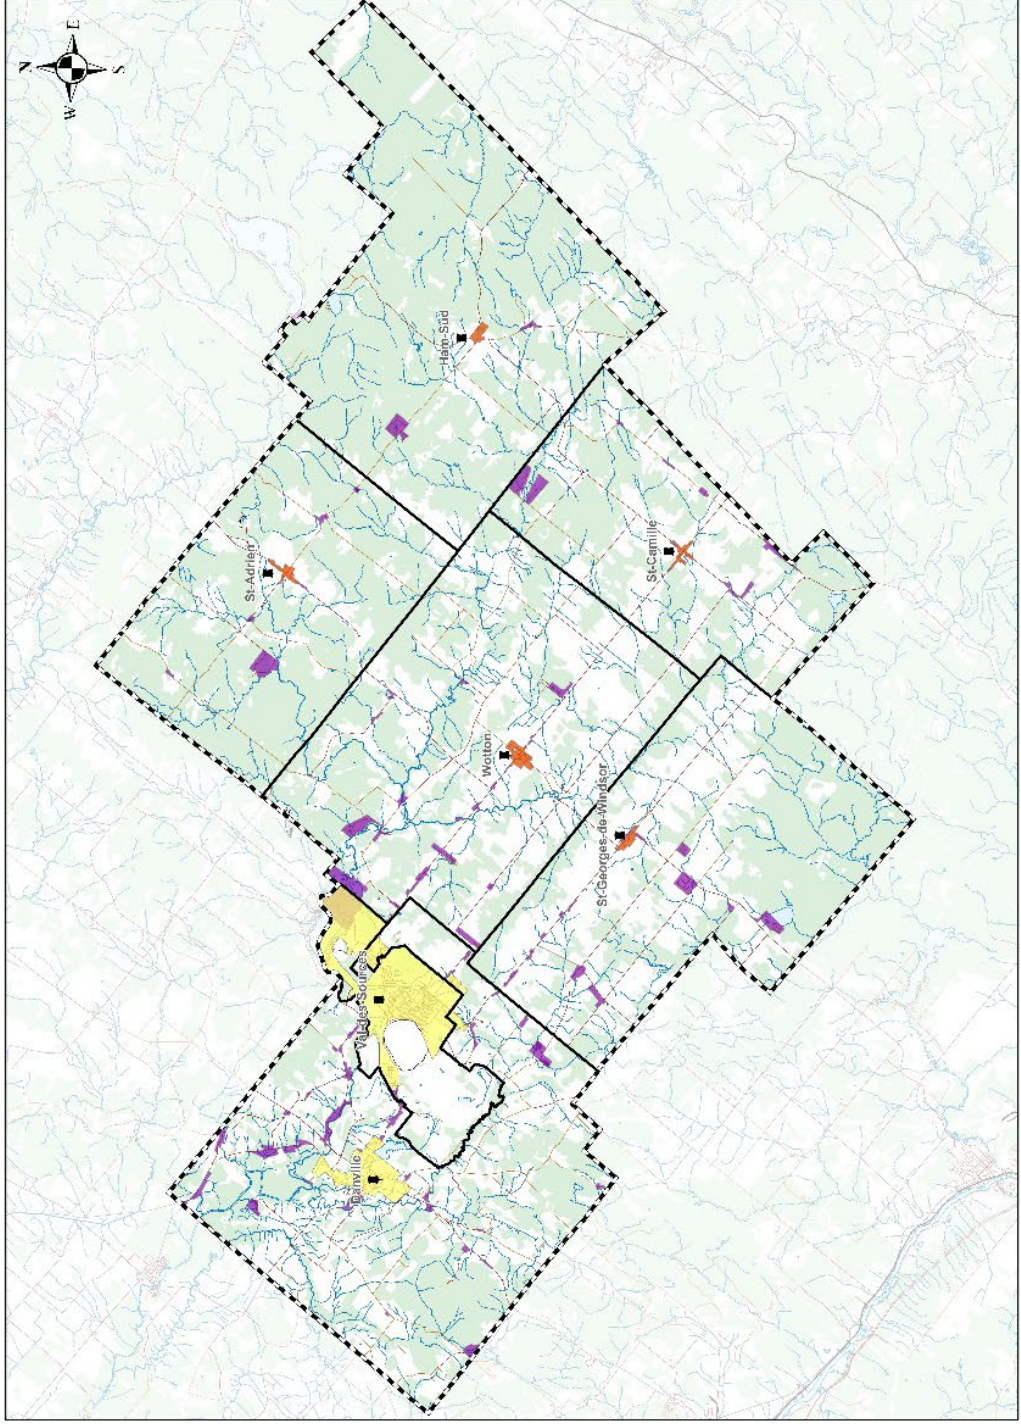 N
E
S
W
Ham-Sud
St-Adrien
St-Camille
Wotton
St-Georges-de-Windsor
Val-des-Sources
Danville